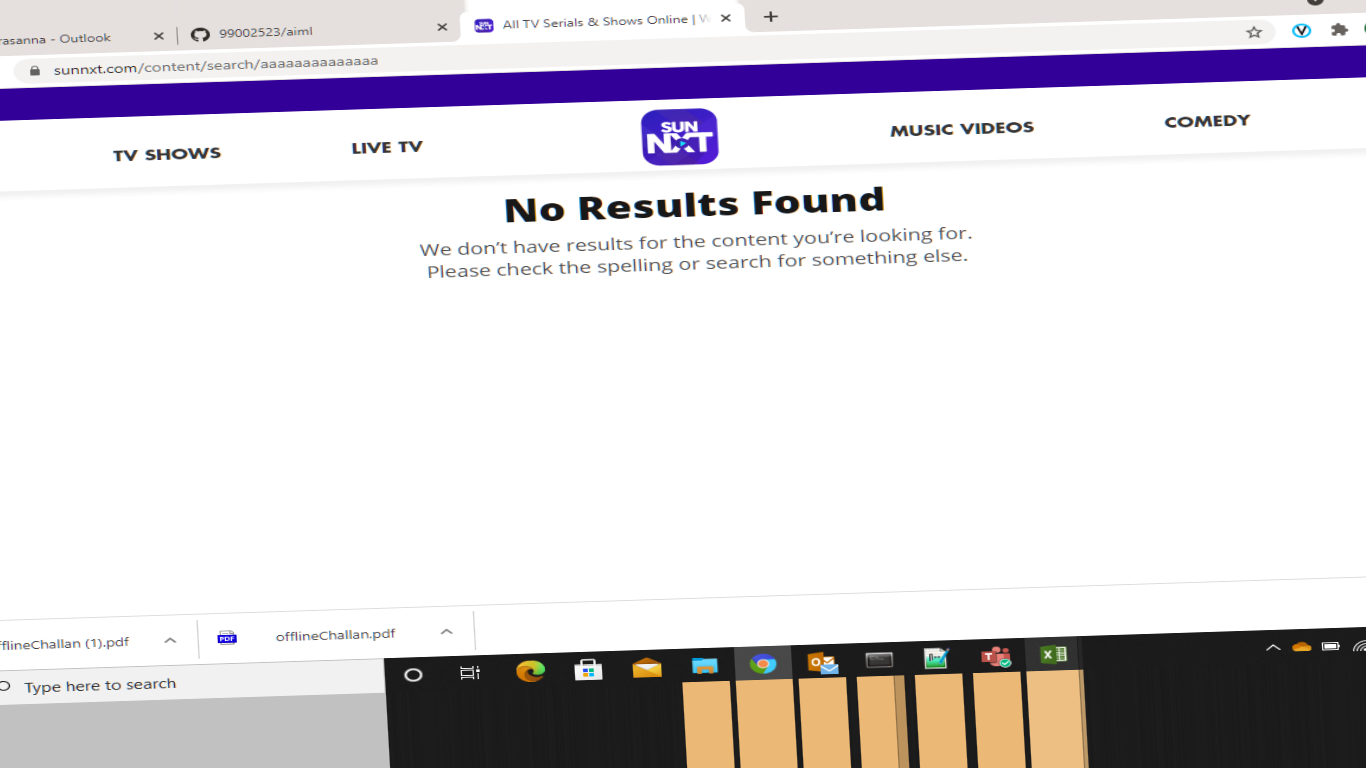 rasanna - Outlook
99002523/aiml
All TV Serials & Shows Online | W
sunnxt.com/content/search/aaaaaaaaaaaaaa
TV SHOWS
LIVE TV
SUN
NXT
MUSIC VIDEOS
COMEDY
No Results Found
We don't have results for the content you're looking for.
Please check the spelling or search for something else.
fflineChallan (1).pdf
PDF
offlineChallan.pdf
Type here to search